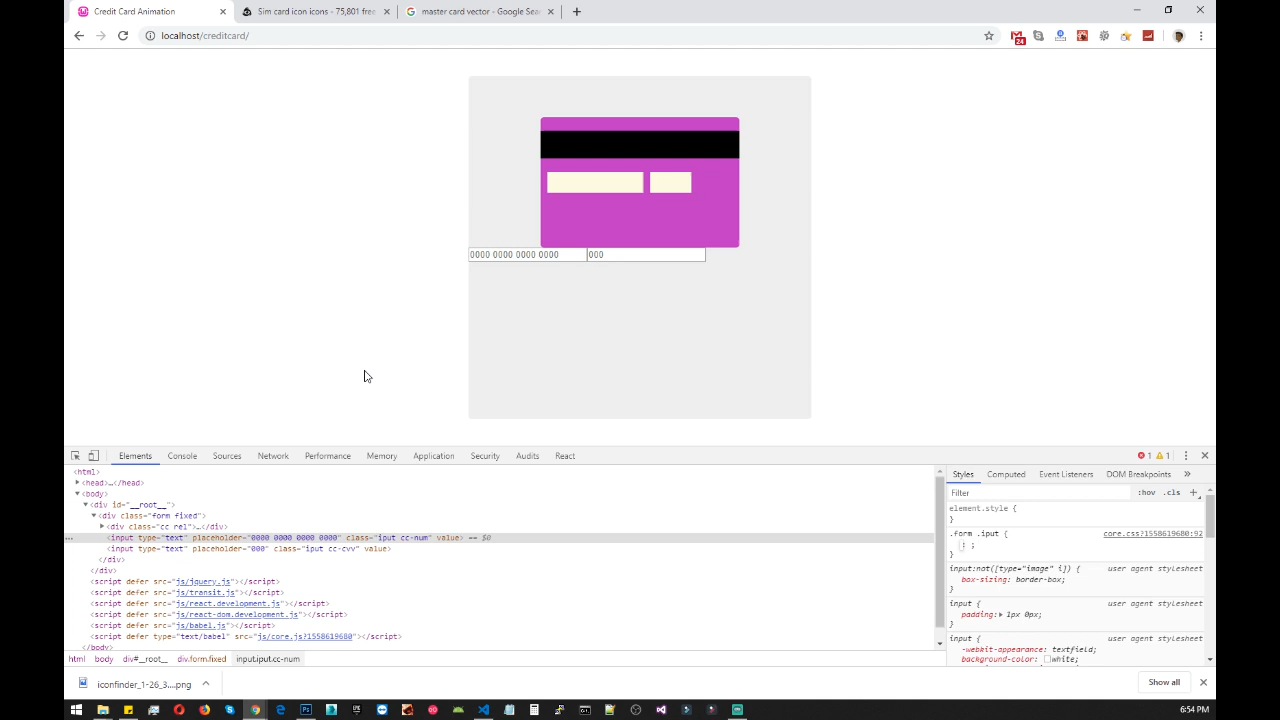 Credit Card Animation
Sim card icon icons - 75,801 free
master card vector - Google Sea
localhost/creditcard/
24
0000 0000 0000 0000
000
Elements Console Sources Network Performance Memory Application Security Audits React
1 1
<html>
<head>…</head>
<body>
<div id="__root__">
<div class="form fixed">
<div class="cc rel">…</div>
<input type="text" placeholder="0000 0000 0000 0000" class="iput cc-num" value> == $0
<input type="text" placeholder="000" class="iput cc-cvv" value>
</div>
</div>
<script defer src="js/jquery.js"></script>
<script defer src="js/transit.js"></script>
<script defer src="js/react.development.js"></script>
<script defer src="js/react-dom.development.js"></script>
<script defer src="js/babel.js"></script>
<script defer type="text/babel" src="js/core.js?1558619680"></script>
</body>
html body div#__root__ div.form.fixed input.iput.cc-num
Styles Computed Event Listeners DOM Breakpoints »
Filter :hov .cls +
element.style {
}
.form .iput { core.css?1558619680:92
: ;
}
input:not([type="image" i]) { user agent stylesheet
box-sizing: border-box;
}
input { user agent stylesheet
padding: 1px 0px;
}
input { user agent stylesheet
-webkit-appearance: textfield;
background-color: white;
iconfinder_1-26_3....png
Show all
6:54 PM